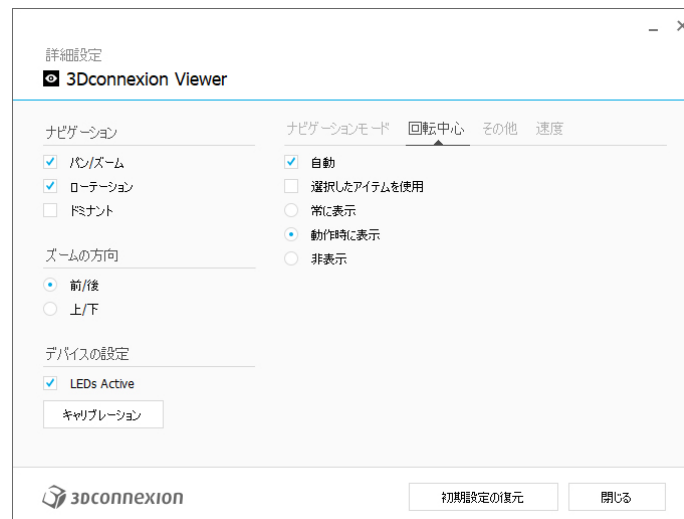 詳細設定
3Dconnexion Viewer
ナビゲーション
パン/ズーム
ローテーション
ドミナント
ズームの方向
前/後
上/下
デバイスの設定
LEDs Active
キャリブレーション
ナビゲーションモード 回転中心 その他 速度
自動
選択したアイテムを使用
常に表示
動作時に表示
非表示
3Dconnexion
初期設定の復元 閉じる